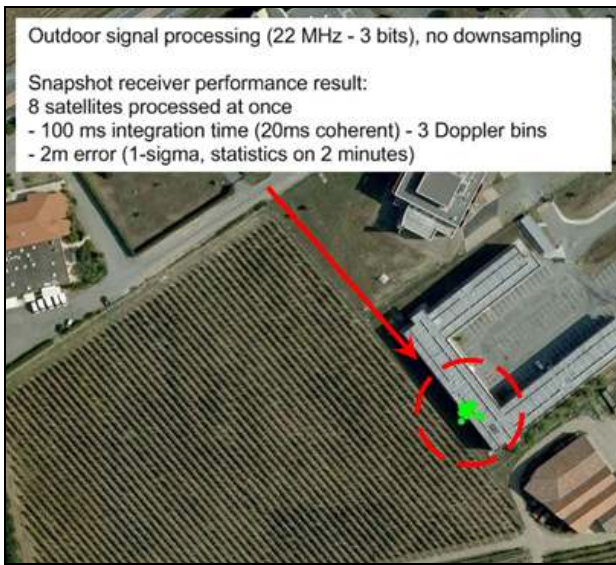 Outdoor signal processing (22 MHz - 3 bits), no downsampling
Snapshot receiver performance result:
8 satellites processed at once
- 100 ms integration time (20ms coherent) - 3 Doppler bins
- 2m error (1-sigma, statistics on 2 minutes)